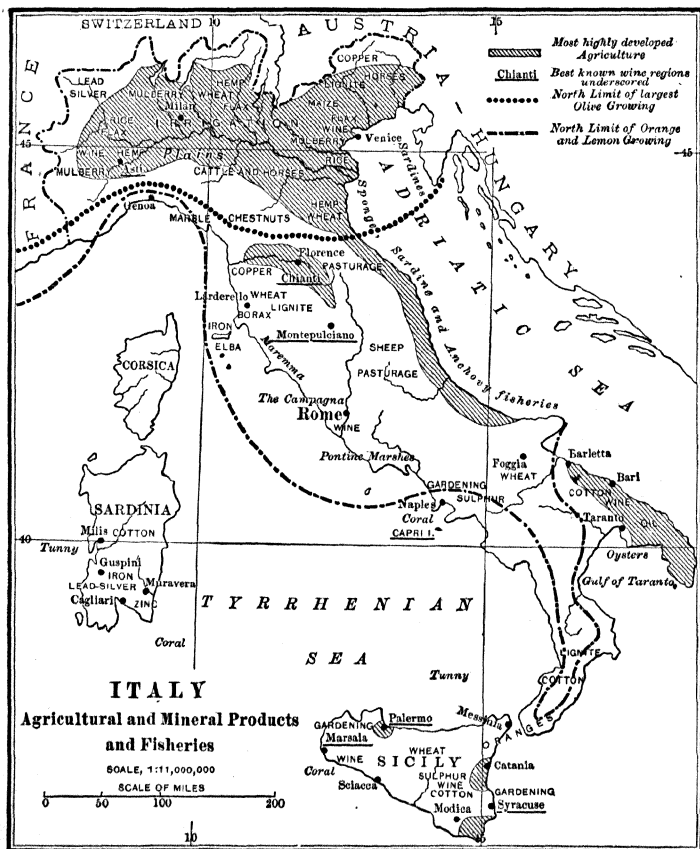 SWITZERLAND
10
AUSTRIA-HUNGARY
15
FRANCE
Most highly developed
Agriculture
Chianti
Best known wine regions
underscored
North Limit of largest
Olive Growing
North Limit of Orange
and Lemon Growing
COPPER
LEAD
SILVER
MULBERRY
HEMP
WHEAT
FLAX
LIGNITE
HORSES
MAIZE
Milan
IRRIGATION
RICE
FLAX
FLAX
WINE
MULBERRY
Venice
45
45
WINE
HEMP
Plains
RICE
MULBERRY
Asti
CATTLE AND HORSES
HEMP
WHEAT
Sardines
Sponge, Sardine and Anchovy fisheries
ADRIATIC SEA
Genoa
MARBLE
CHESTNUTS
Florence
COPPER
PASTURAGE
Chianti
Larderello
WHEAT
BORAX
LIGNITE
IRON
ELBA
Montepulciano
Maremma
SHEEP
PASTURAGE
CORSICA
The Campagna
Rome
WINE
Pontine Marshes
Foggia
WHEAT
Barletta
Bari
COTTON
WINE
OIL
GARDENING
SULPHUR
Naples
Coral
CAPRI I.
Taranto
Oysters
Gulf of Taranto
SARDINIA
Milis
COTTON
40
Tunny
Guspini
IRON
LEAD-SILVER
Muravera
Cagliari
ZINC
Coral
TYRRHENIAN
SEA
Tunny
LIGNITE
COTTON
ITALY
Agricultural and Mineral Products
and Fisheries
SCALE, 1:11,000,000
SCALE OF MILES
0 50 100 200
GARDENING
Palermo
Messina
ORANGES
Marsala
WINE
WHEAT
SICILY
Coral
SULPHUR
WINE
COTTON
Catania
Sciacca
GARDENING
Modica
Syracuse
10
15